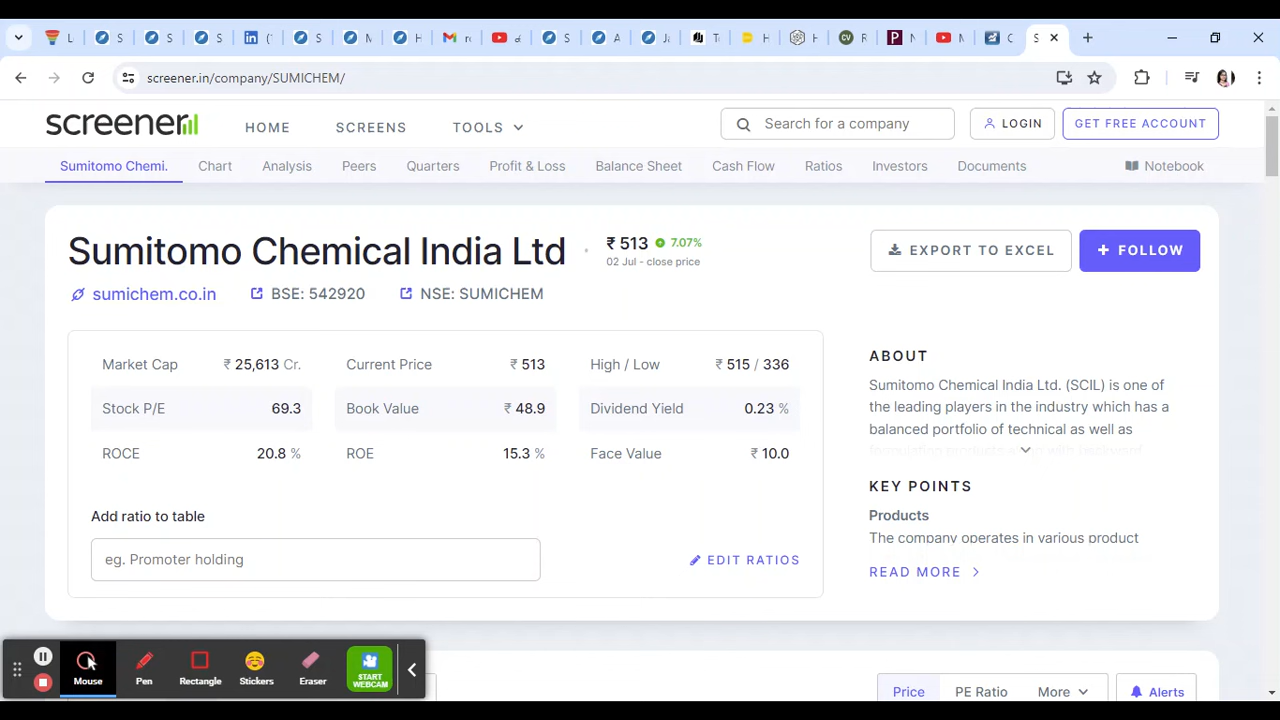 L S S S (1 S M H re d S A Ja To H H R N M C S
screener.in/company/SUMICHEM/
screener HOME SCREENS TOOLS Search for a company LOGIN GET FREE ACCOUNT
Sumitomo Chemi. Chart Analysis Peers Quarters Profit & Loss Balance Sheet Cash Flow Ratios Investors Documents Notebook
Sumitomo Chemical India Ltd ₹ 513 7.07%
02 Jul - close price
EXPORT TO EXCEL + FOLLOW
sumichem.co.in BSE: 542920 NSE: SUMICHEM
Market Cap ₹ 25,613 Cr. Current Price ₹ 513 High / Low ₹ 515 / 336
Stock P/E 69.3 Book Value ₹ 48.9 Dividend Yield 0.23 %
ROCE 20.8 % ROE 15.3 % Face Value ₹ 10.0
Add ratio to table
eg. Promoter holding EDIT RATIOS
ABOUT
Sumitomo Chemical India Ltd. (SCIL) is one of
the leading players in the industry which has a
balanced portfolio of technical as well as
KEY POINTS
Products
The company operates in various product
READ MORE
Mouse Pen Rectangle Stickers Eraser START WEBCAM
Price PE Ratio More Alerts